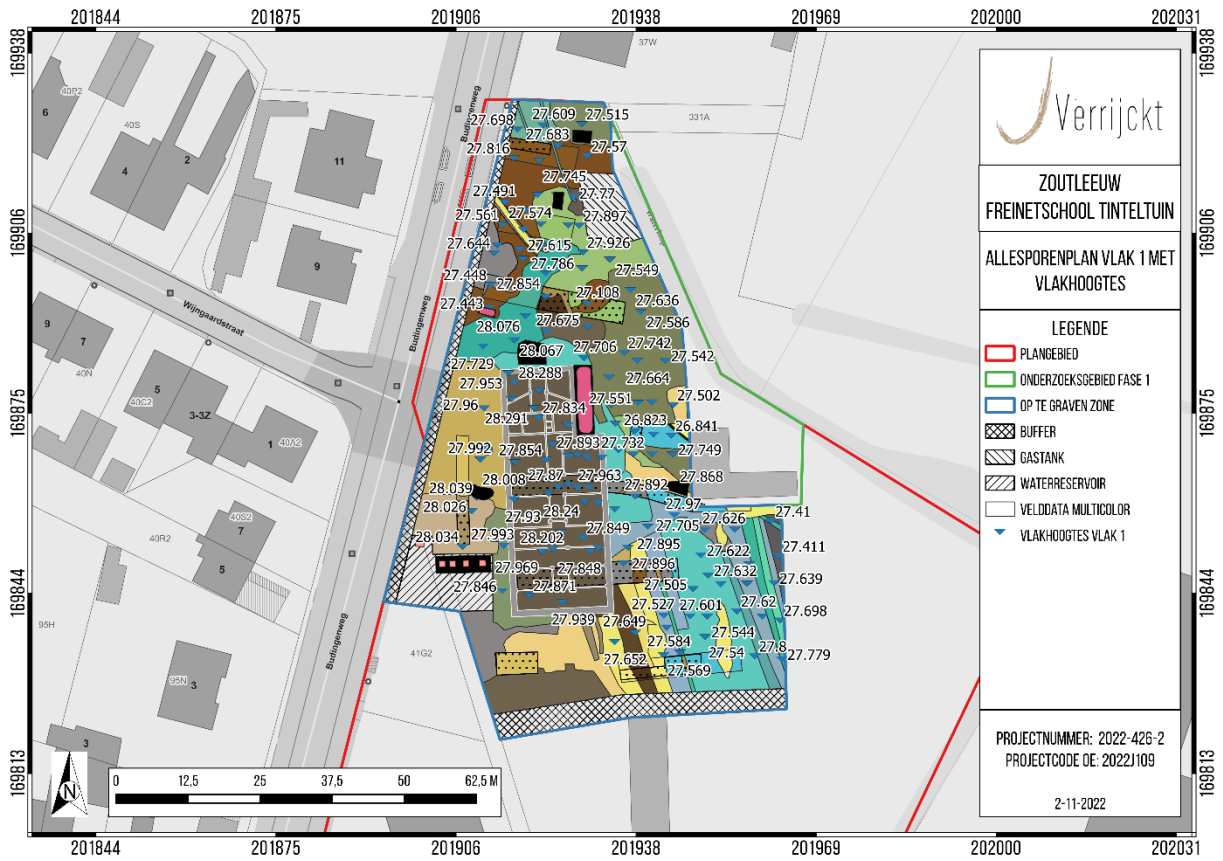 201844 201875 201906 201938 201969 202000 202031
169938
169906
169875
169844
169813
169938
169906
169875
169844
169813
37W
331A
40P2
40S
6
4
2
11
9
Budingenweg
Waterloop
Wijngaardstraat
Budingenweg
9
7
40N
5
40C2
3-3Z
1
40A2
40S2
7
40R2
5
95H
95N
3
3
41G2
Budingenweg
27.698
27.609
27.515
27.683
27.816
27.57
27.745
27.491
27.77
27.561
27.574
27.897
27.644
27.615
27.926
27.786
27.549
27.448
27.854
27.108
27.443
27.636
27.675
27.586
28.076
27.742
28.067
27.706
27.542
27.729
28.288
27.664
27.953
27.551
27.502
27.96
27.834
28.291
26.823
26.841
27.893
27.732
27.992
27.854
27.749
27.87
27.963
27.868
28.008
27.892
28.039
27.97
28.026
27.93
28.24
27.41
27.705
27.626
27.849
28.034
27.993
28.202
27.895
27.622
27.411
27.969
27.848
27.896
27.632
27.639
27.846
27.871
27.505
27.527
27.601
27.62
27.698
27.939
27.649
27.544
27.584
27.54
27.8
27.652
27.569
27.779
N
0 12,5 25 37,5 50 62,5 M
Verrijckt
ZOUTLEEUW
FREINETSCHOOL TINTELTUIN
ALLESPORENPLAN VLAK 1 MET
VLAKHOOGTES
LEGENDE
PLANGEBIED
ONDERZOEKSGEBIED FASE 1
OP TE GRAVEN ZONE
BUFFER
GASTANK
WATERRESERVOIR
VELDDATA MULTICOLOR
VLAKHOOGTES VLAK 1
PROJECTNUMMER: 2022-426-2
PROJECTCODE OE: 2022J109
2-11-2022
201844 201875 201906 201938 201969 202000 202031